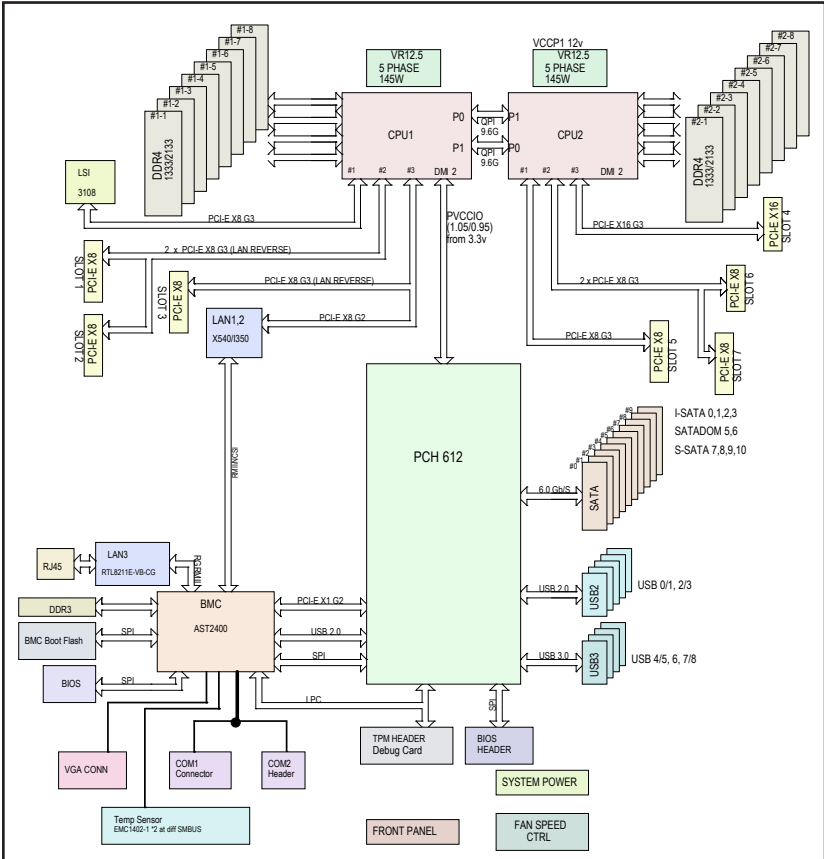 VR12.5
5 PHASE
145W
VCCP1 12v
VR12.5
5 PHASE
145W
#1-8
#1-7
#1-6
#1-5
#1-4
#1-3
#1-2
#1-1
DDR4
1333/2133
CPU1
P0
P1
#1
#2
#3
DMI 2
QPI
9.6G
QPI
9.6G
P1
P0
CPU2
#1
#2
#3
DMI 2
#2-8
#2-7
#2-6
#2-5
#2-4
#2-3
#2-2
#2-1
DDR4
1333/2133
LSI
3108
PCI-E X8 G3
PVCCIO
(1.05/0.95)
from 3.3v
PCI-E X16 G3
PCI-E X16
SLOT 4
2 x PCI-E X8 G3 (LAN REVERSE)
PCI-E X8
SLOT 1
PCI-E X8 G3 (LAN REVERSE)
PCI-E X8
SLOT 3
2 x PCI-E X8 G3
PCI-E X8
SLOT 6
PCI-E X8
SLOT 2
LAN1,2
X540/I350
PCI-E X8 G2
PCI-E X8 G3
PCI-E X8
SLOT 5
PCI-E X8
SLOT 7
PCH 612
#9
#8
#7
#6
#5
#4
#3
#2
#1
#0
SATA
6.0 Gb/S
I-SATA 0,1,2,3
SATADOM 5,6
S-SATA 7,8,9,10
RMII/NCSI
RJ45
LAN3
RTL8211E-VB-CG
RGRMII
DDR3
BMC
AST2400
PCI-E X1 G2
USB 2.0
USB2
USB 0/1, 2/3
BMC Boot Flash
SPI
USB 2.0
SPI
USB 3.0
USB3
USB 4/5, 6, 7/8
BIOS
SPI
LPC
SPI
VGA CONN
COM1
Connector
COM2
Header
TPM HEADER
Debug Card
BIOS
HEADER
SYSTEM POWER
Temp Sensor
EMC1402-1 *2 at diff SMBUS
FRONT PANEL
FAN SPEED
CTRL